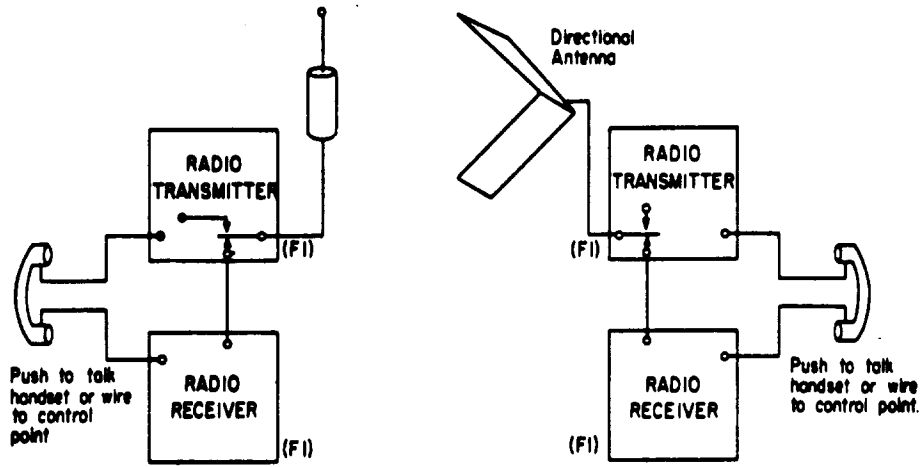 Directional
Antenna
RADIO
TRANSMITTER
(F1)
RADIO
TRANSMITTER
(F1)
Push to talk
handset or wire
to control
point
RADIO
RECEIVER
(F1)
RADIO
RECEIVER
(F1)
Push to talk
handset or wire
to control point.